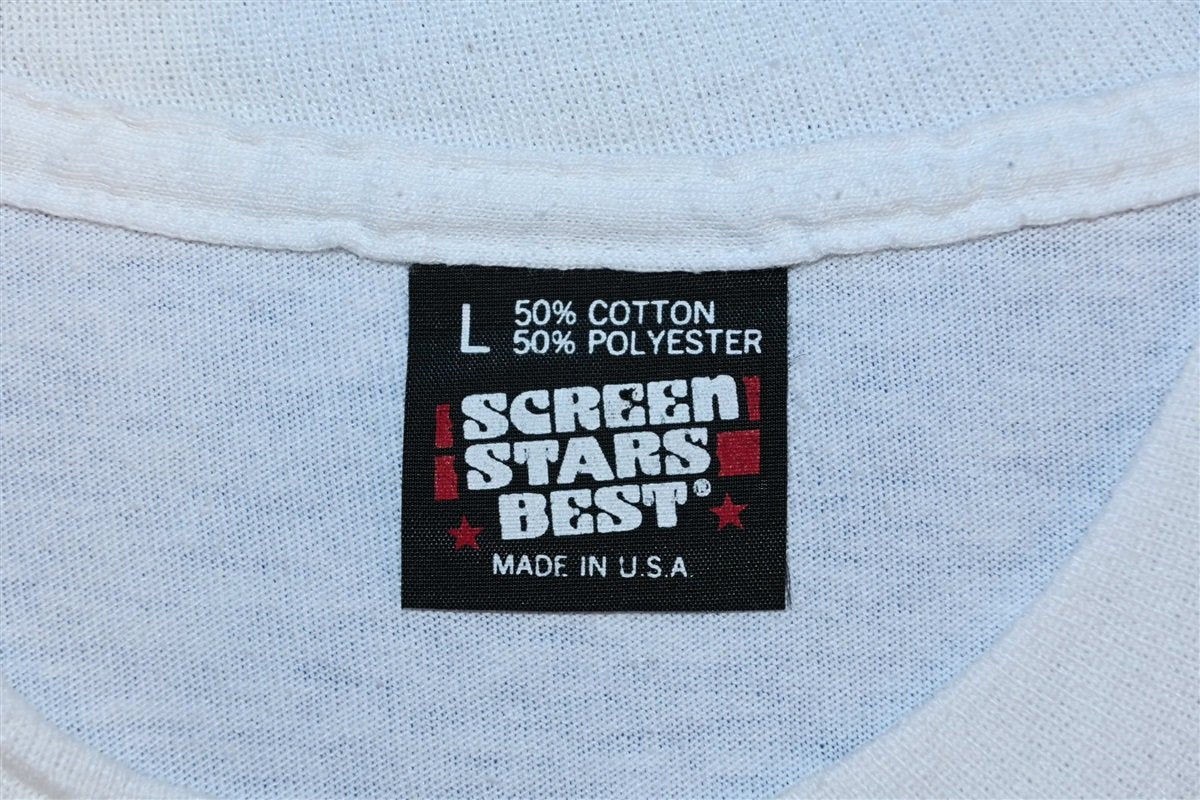 L 50% COTTON
50% POLYESTER
SCREEN
STARS
BEST®
MADE IN U.S.A.